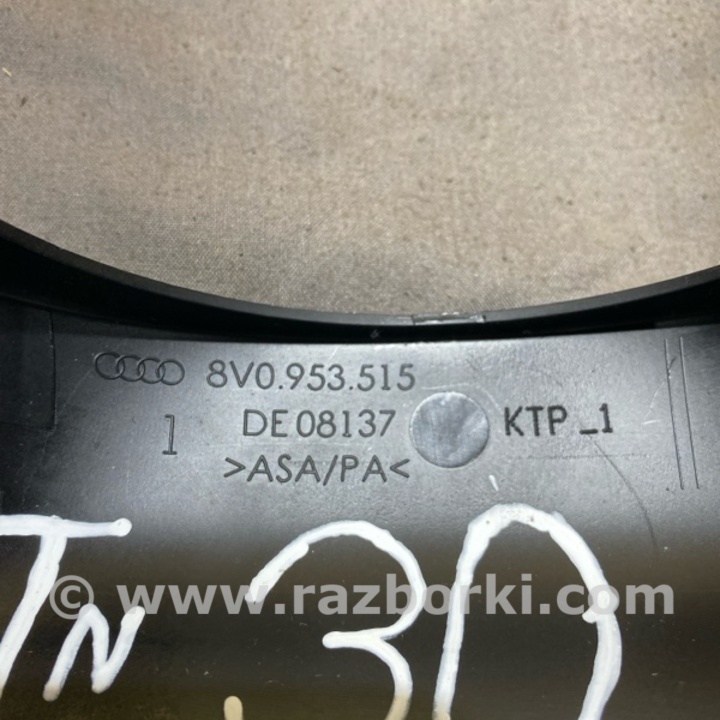 8V0.953.515
1 DE 08137 KTP_1
>ASA/PA<
© www.razborki.com